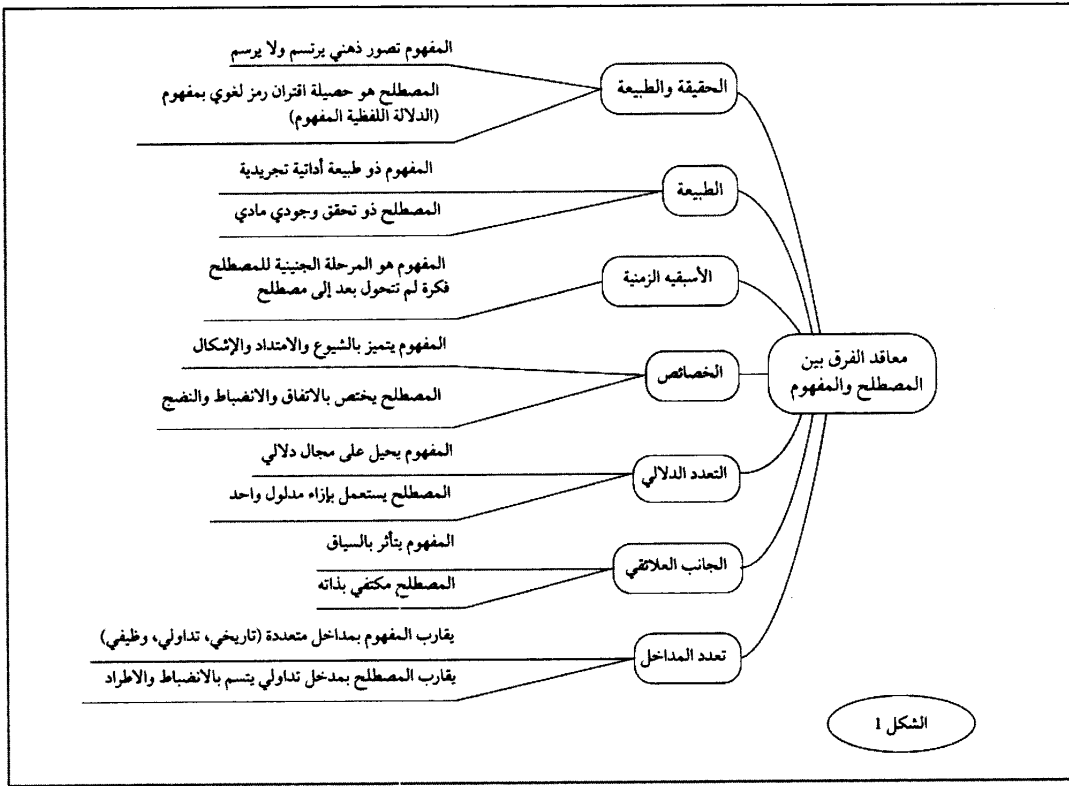 معاقد الفرق بين
المصطلح والمفهوم
الحقيقة والطبيعة
المفهوم تصور ذهني يرتسم ولا يرسم
المصطلح هو حصيلة اقتران رمز لغوي بمفهوم
(الدلالة اللفظية المفهوم)
الطبيعة
المفهوم ذو طبيعة أداتية تجريدية
المصطلح ذو تحقق وجودي مادي
الأسبقيه الزمنية
المفهوم هو المرحلة الجنينية للمصطلح
فكرة لم تتحول بعد إلى مصطلح
الخصائص
المفهوم يتميز بالشيوع والامتداد والإشكال
المصطلح يختص بالاتفاق والانضباط والنضج
التعدد الدلالي
المفهوم يحيل على مجال دلالي
المصطلح يستعمل بإزاء مدلول واحد
الجانب العلائقي
المفهوم يتأثر بالسياق
المصطلح مكتفي بذاته
تعدد المداخل
يقارب المفهوم بمداخل متعددة (تاريخي، تداولي، وظيفي)
يقارب المصطلح بمدخل تداولي يتسم بالانضباط والاطراد
الشكل 1